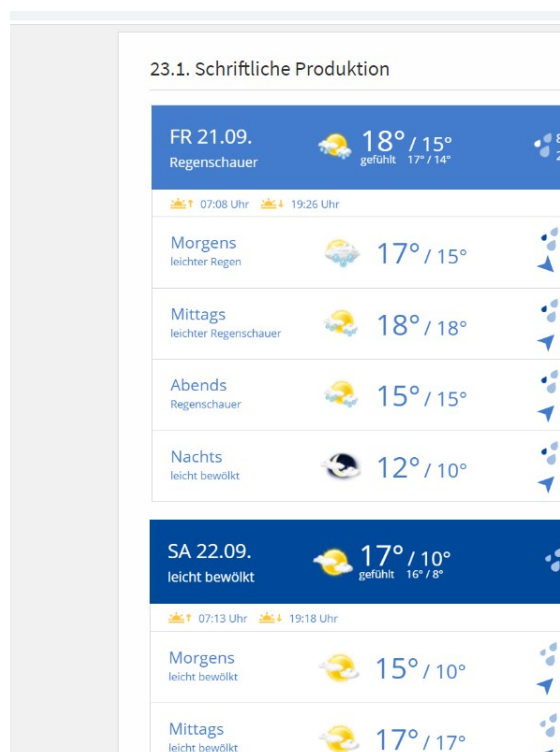 23.1. Schriftliche Produktion
FR 21.09.
Regenschauer
18° / 15°
gefühlt 17° / 14°
07:08 Uhr 19:26 Uhr
Morgens
leichter Regen
17° / 15°
Mittags
leichter Regenschauer
18° / 18°
Abends
Regenschauer
15° / 15°
Nachts
leicht bewölkt
12° / 10°
SA 22.09.
leicht bewölkt
17° / 10°
gefühlt 16° / 8°
07:13 Uhr 19:18 Uhr
Morgens
leicht bewölkt
15° / 10°
Mittags
leicht bewölkt
17° / 17°